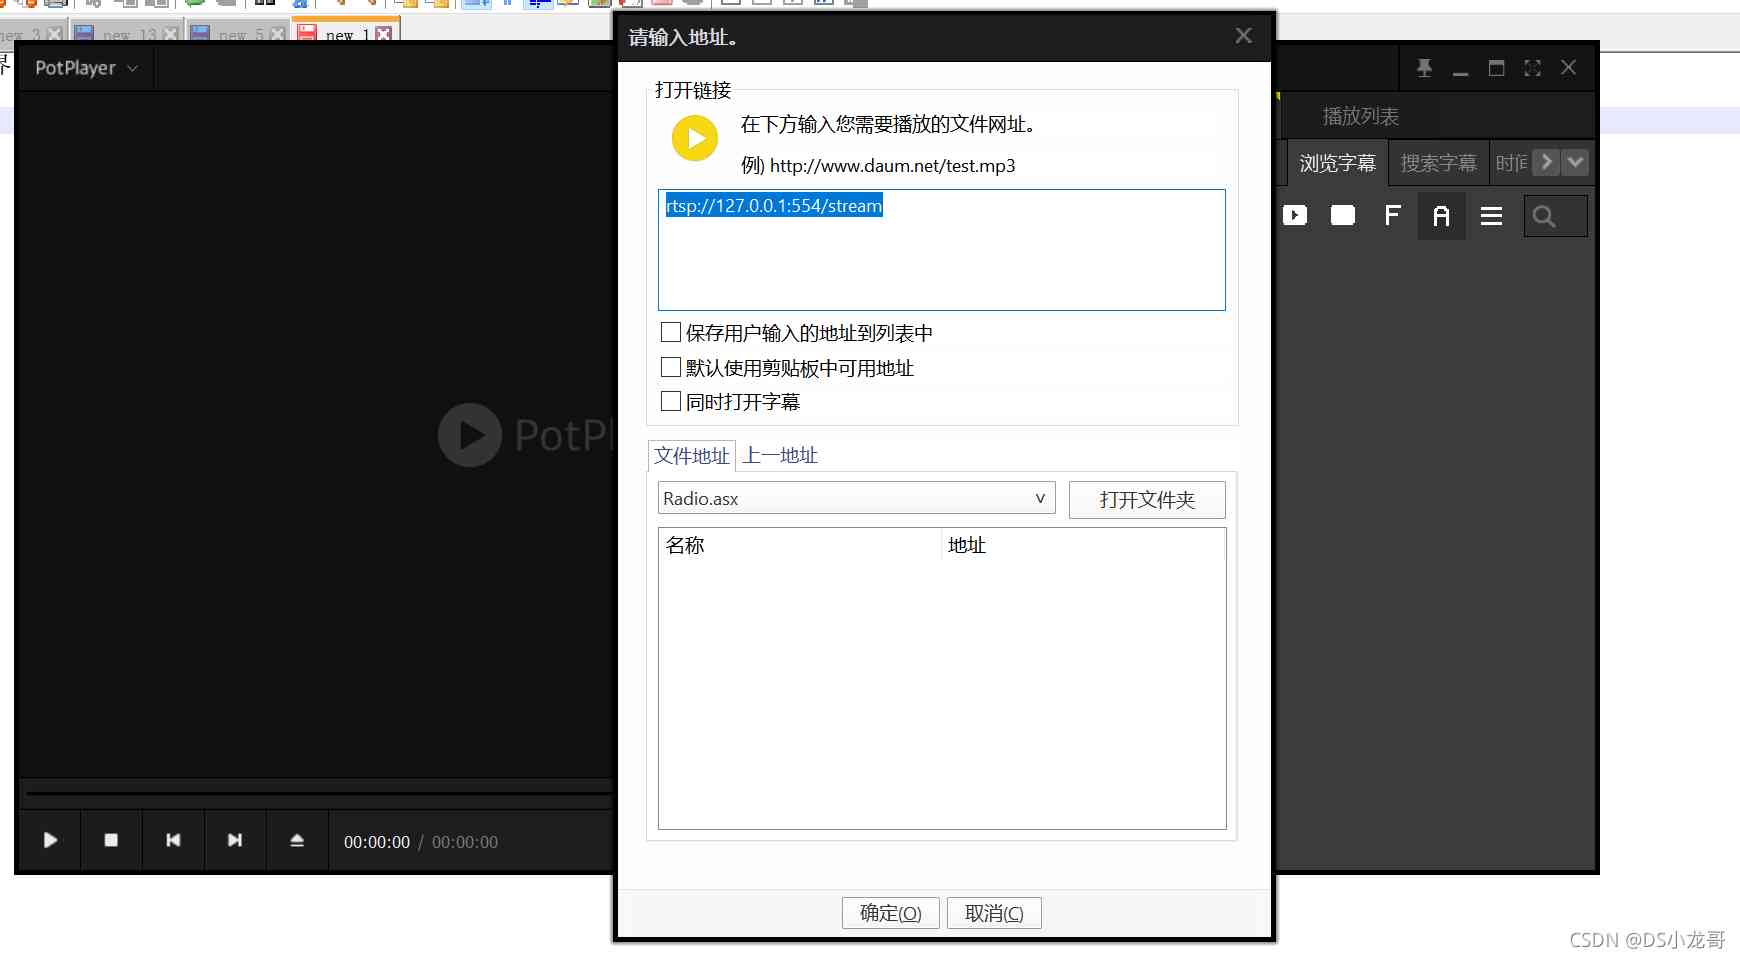 new 3
new 13
new 5
new 1
界
PotPlayer
请输入地址。
打开链接
在下方输入您需要播放的文件网址。
例) http://www.daum.net/test.mp3
rtsp://127.0.0.1:554/stream
保存用户输入的地址到列表中
默认使用剪贴板中可用地址
同时打开字幕
文件地址
上一地址
Radio.asx
打开文件夹
名称
地址
确定(O)
取消(C)
播放列表
浏览字幕
搜索字幕
时间
F
A
PotPl
00:00:00 / 00:00:00
CSDN @DS小龙哥